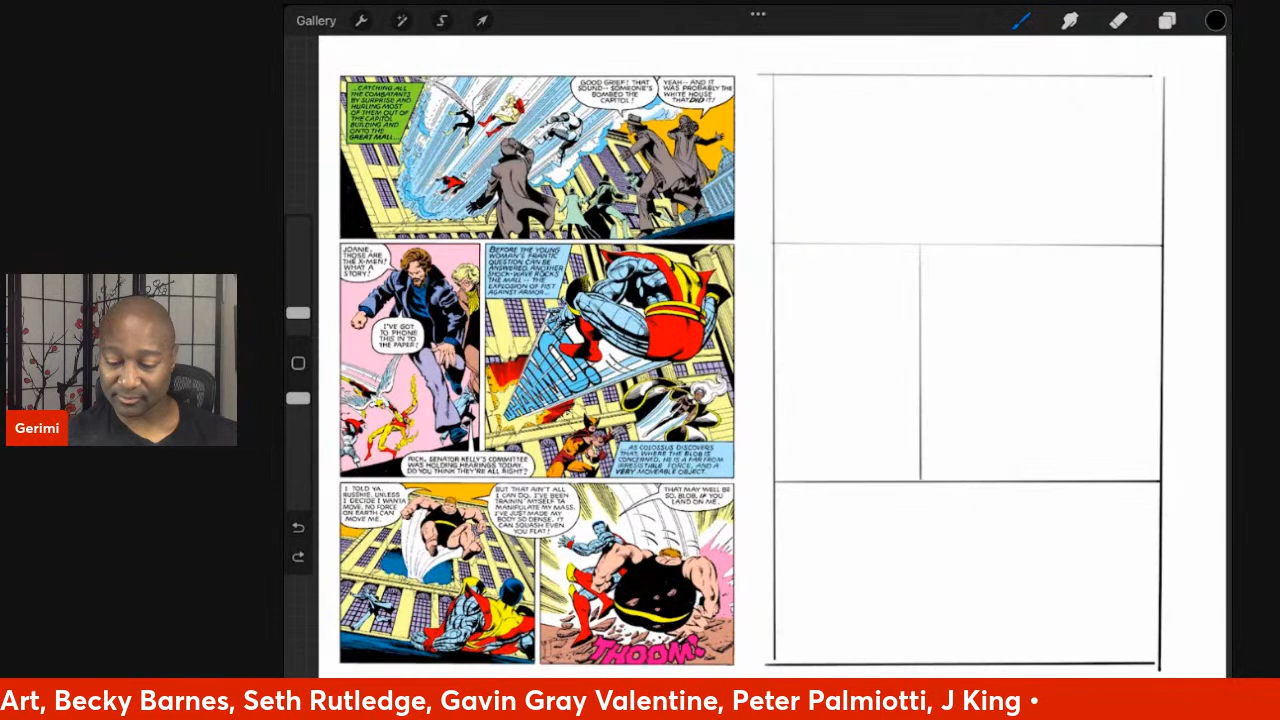 Gallery
...CATCHING ALL
THE COMBATANTS
BY SURPRISE AND
HURLING MOST
OF THEM OUT OF
THE CAPITOL
BUILDING AND
ONTO THE
GREAT MALL...
GOOD GRIEF! THAT
SOUND-- SOMEONE'S
BOMBED THE
CAPITOL!
YEAH-- AND IT
WAS PROBABLY THE
WHITE HOUSE
THAT DID IT!
JOANIE,
THOSE ARE
THE X-MEN!
WHAT A
STORY!
I'VE GOT
TO PHONE
THIS IN TO
THE PAPER!
RICK, SENATOR KELLY'S COMMITTEE
WAS HOLDING HEARINGS TODAY.
DO YOU THINK THEY'RE ALL RIGHT?
BEFORE THE YOUNG
WOMAN'S FRANTIC
QUESTION CAN BE
ANSWERED, ANOTHER
SHOCK-WAVE ROCKS
THE MALL -- THE
EXPLOSION OF FIST
AGAINST ARMOR...
AS COLOSSUS DISCOVERS
THAT, WHERE THE BLOB IS
CONCERNED, HE IS A FAR FROM
IRRESISTIBLE FORCE, AND A
VERY MOVEABLE OBJECT.
I TOLD YA,
RUSSKIE, UNLESS
I DECIDE I WANTA
MOVE, NO FORCE
ON EARTH CAN
MOVE ME.
BUT THAT AIN'T ALL
I CAN DO. I'VE BEEN
TRAININ' MYSELF TA
MANIPULATE MY MASS.
I'VE JUST MADE MY
BODY SO DENSE, IT
CAN SQUASH EVEN
YOU FLAT!
THAT MAY WELL BE
SO, BLOB, IF YOU
LAND ON ME.
THOOM!
Gerimi
Art, Becky Barnes, Seth Rutledge, Gavin Gray Valentine, Peter Palmiotti, J King •